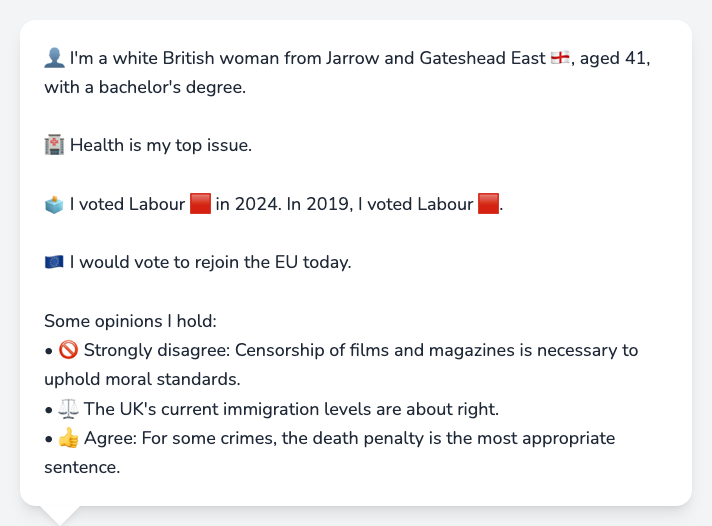 👤 I'm a white British woman from Jarrow and Gateshead East 🏴󠁧󠁢󠁥󠁮󠁧󠁿, aged 41,
with a bachelor's degree.
🏥 Health is my top issue.
🗳️ I voted Labour 🟥 in 2024. In 2019, I voted Labour 🟥.
🇪🇺 I would vote to rejoin the EU today.
Some opinions I hold:
• 🚫 Strongly disagree: Censorship of films and magazines is necessary to
uphold moral standards.
• ⚖️ The UK's current immigration levels are about right.
• 👍 Agree: For some crimes, the death penalty is the most appropriate
sentence.